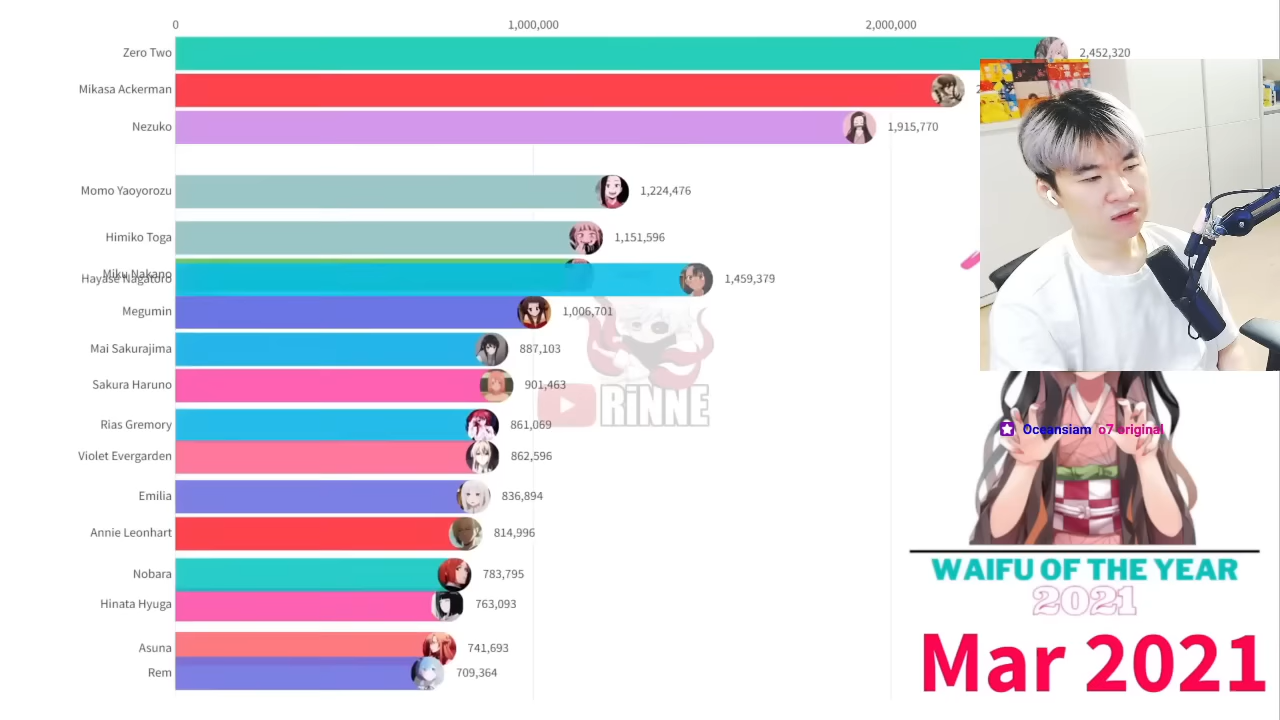 0 1,000,000 2,000,000
Zero Two 2,452,320
Mikasa Ackerman 2
Nezuko 1,915,770
Momo Yaoyorozu 1,224,476
Himiko Toga 1,151,596
Miku Nakano
Hayase Nagatoro 1,459,379
Megumin 1,006,701
Mai Sakurajima 887,103
Sakura Haruno 901,463
RiNNE
Rias Gremory 861,069
Oceansiam o7 original
Violet Evergarden 862,596
Emilia 836,894
Annie Leonhart 814,996
Nobara 783,795
Hinata Hyuga 763,093
Asuna 741,693
Rem 709,364
WAIFU OF THE YEAR
2021
Mar 2021